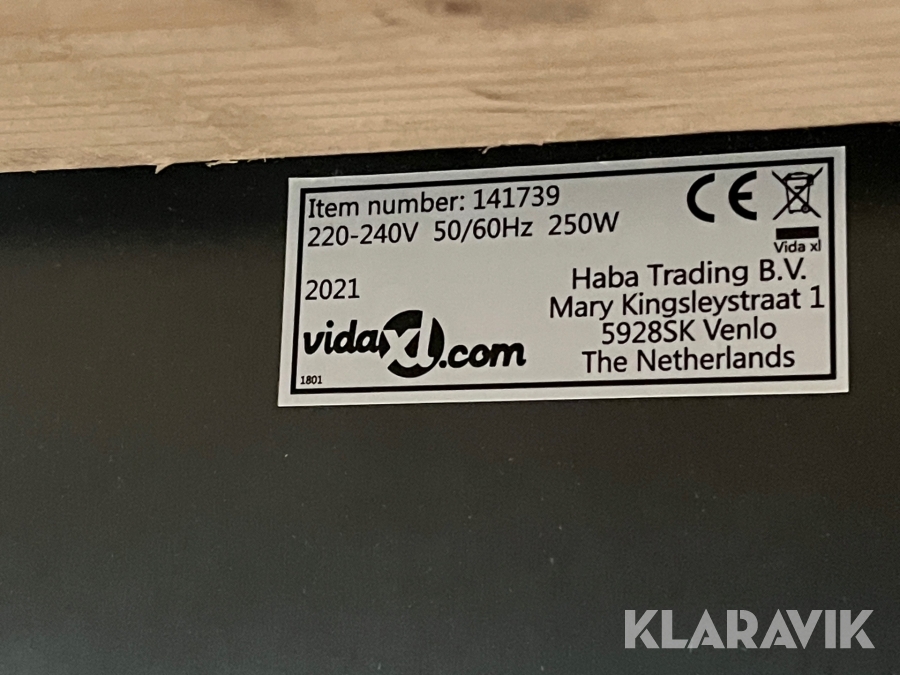 Item number: 141739
220-240V 50/60Hz 250W
2021
vidaXL.com
1801
CE
Vida xl
Haba Trading B.V.
Mary Kingsleystraat 1
5928SK Venlo
The Netherlands
KLARAVIK